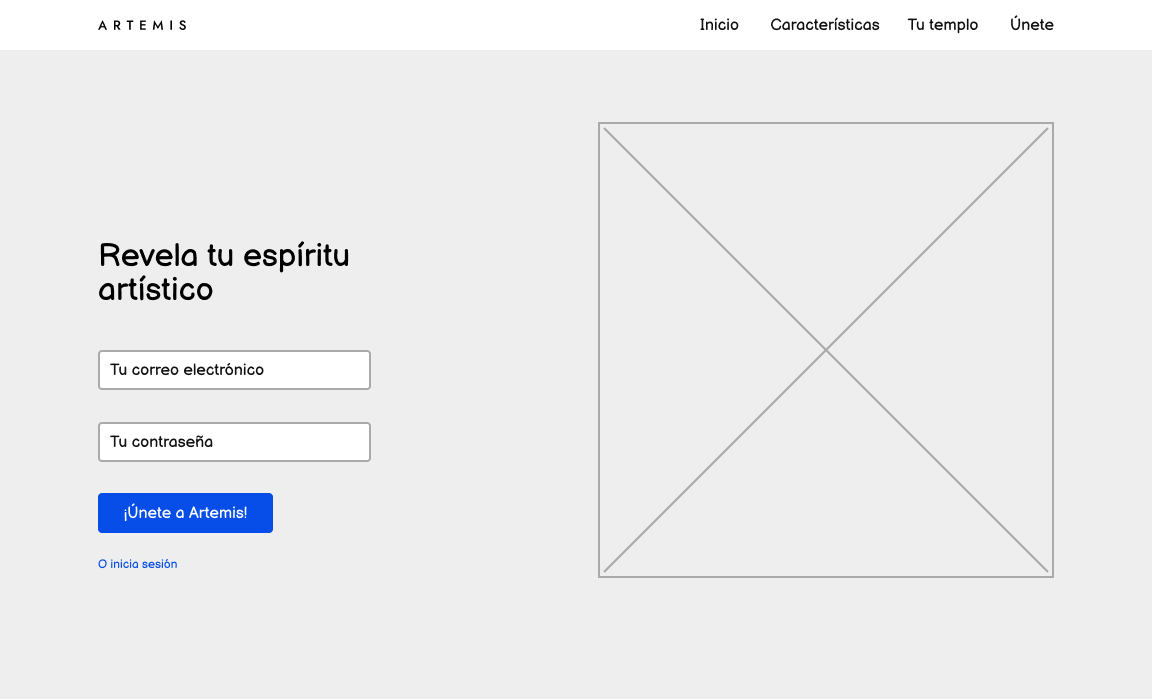 ARTEMIS
Inicio Características Tu templo Únete
Revela tu espíritu
artístico
Tu correo electrónico
Tu contraseña
¡Únete a Artemis!
O inicia sesión